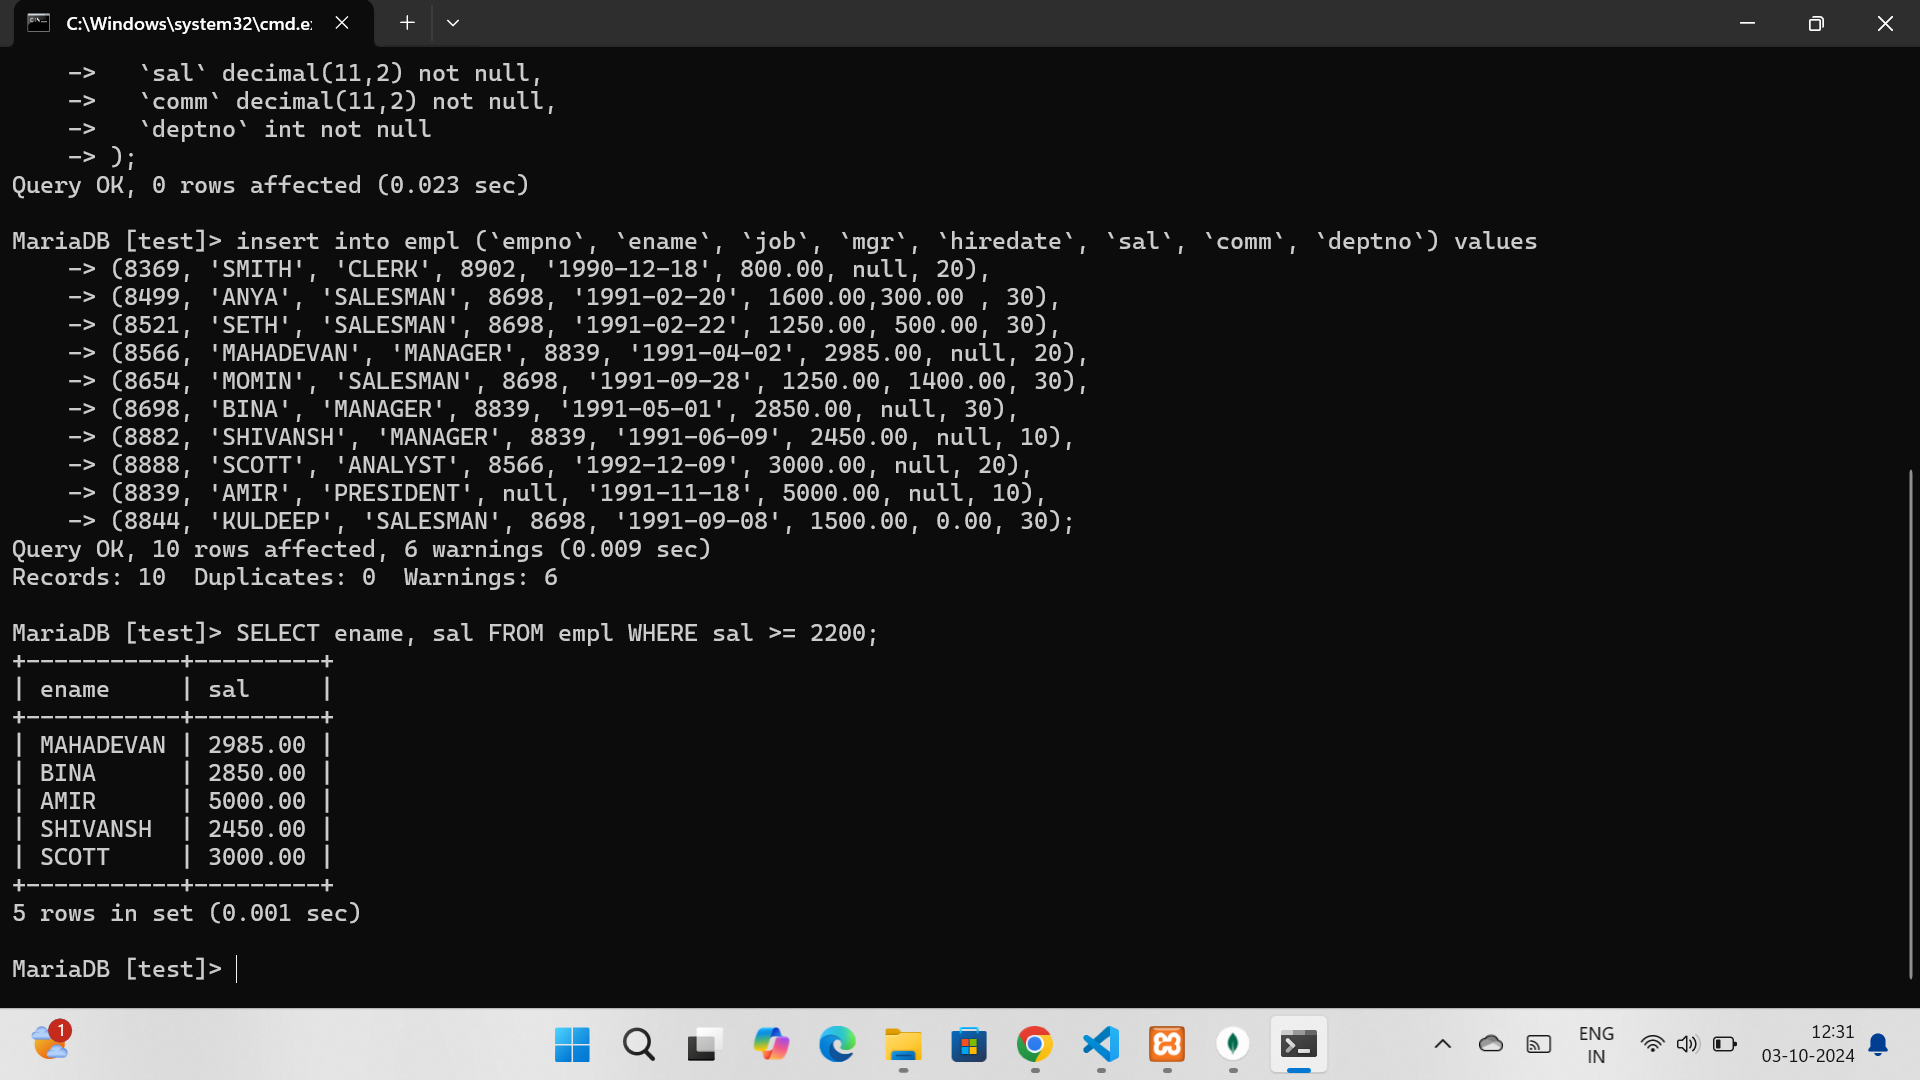 C:\Windows\system32\cmd.e
    ->   `sal` decimal(11,2) not null,
    ->   `comm` decimal(11,2) not null,
    ->   `deptno` int not null
    -> );
Query OK, 0 rows affected (0.023 sec)
MariaDB [test]> insert into empl (`empno`, `ename`, `job`, `mgr`, `hiredate`, `sal`, `comm`, `deptno`) values
    -> (8369, 'SMITH', 'CLERK', 8902, '1990-12-18', 800.00, null, 20),
    -> (8499, 'ANYA', 'SALESMAN', 8698, '1991-02-20', 1600.00,300.00 , 30),
    -> (8521, 'SETH', 'SALESMAN', 8698, '1991-02-22', 1250.00, 500.00, 30),
    -> (8566, 'MAHADEVAN', 'MANAGER', 8839, '1991-04-02', 2985.00, null, 20),
    -> (8654, 'MOMIN', 'SALESMAN', 8698, '1991-09-28', 1250.00, 1400.00, 30),
    -> (8698, 'BINA', 'MANAGER', 8839, '1991-05-01', 2850.00, null, 30),
    -> (8882, 'SHIVANSH', 'MANAGER', 8839, '1991-06-09', 2450.00, null, 10),
    -> (8888, 'SCOTT', 'ANALYST', 8566, '1992-12-09', 3000.00, null, 20),
    -> (8839, 'AMIR', 'PRESIDENT', null, '1991-11-18', 5000.00, null, 10),
    -> (8844, 'KULDEEP', 'SALESMAN', 8698, '1991-09-08', 1500.00, 0.00, 30);
Query OK, 10 rows affected, 6 warnings (0.009 sec)
Records: 10  Duplicates: 0  Warnings: 6
MariaDB [test]> SELECT ename, sal FROM empl WHERE sal >= 2200;
+-----------+---------+
| ename     | sal     |
+-----------+---------+
| MAHADEVAN | 2985.00 |
| BINA      | 2850.00 |
| AMIR      | 5000.00 |
| SHIVANSH  | 2450.00 |
| SCOTT     | 3000.00 |
+-----------+---------+
5 rows in set (0.001 sec)
MariaDB [test]>
1
ENG
IN
12:31
03-10-2024